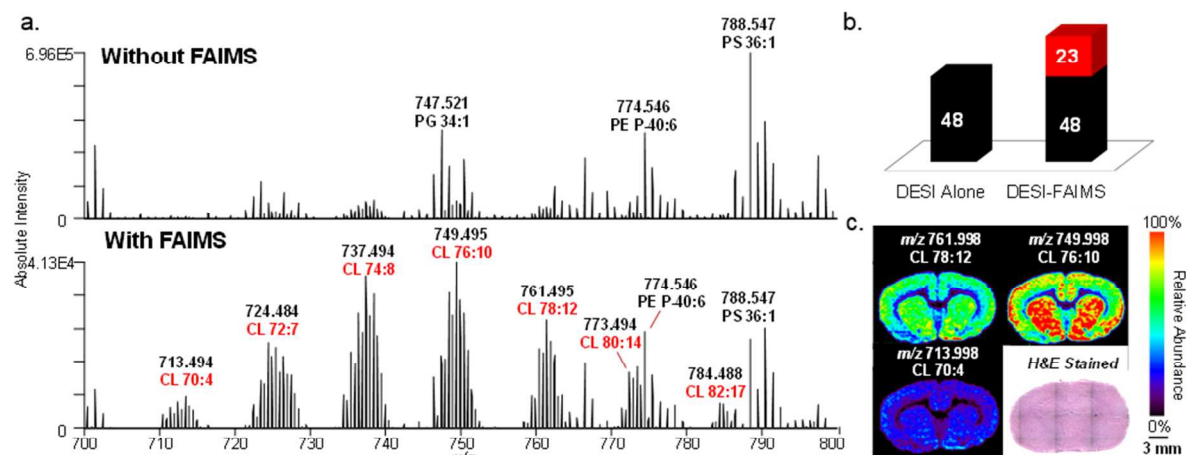 a.
6.96E5
Without FAIMS
788.547
PS 36:1
747.521
PG 34:1
774.546
PE P-40:6
0
Absolute Intensity
4.13E4
With FAIMS
713.494
CL 70:4
724.484
CL 72:7
737.494
CL 74:8
749.495
CL 76:10
761.495
CL 78:12
773.494
CL 80:14
774.546
PE P-40:6
784.488
CL 82:17
788.547
PS 36:1
0
700 710 720 730 740 750 760 770 780 790 800
b.
23
48
48
DESI Alone
DESI-FAIMS
c.
m/z 761.998
CL 78:12
m/z 749.998
CL 76:10
m/z 713.998
CL 70:4
H&E Stained
100%
Relative Abundance
0%
3 mm